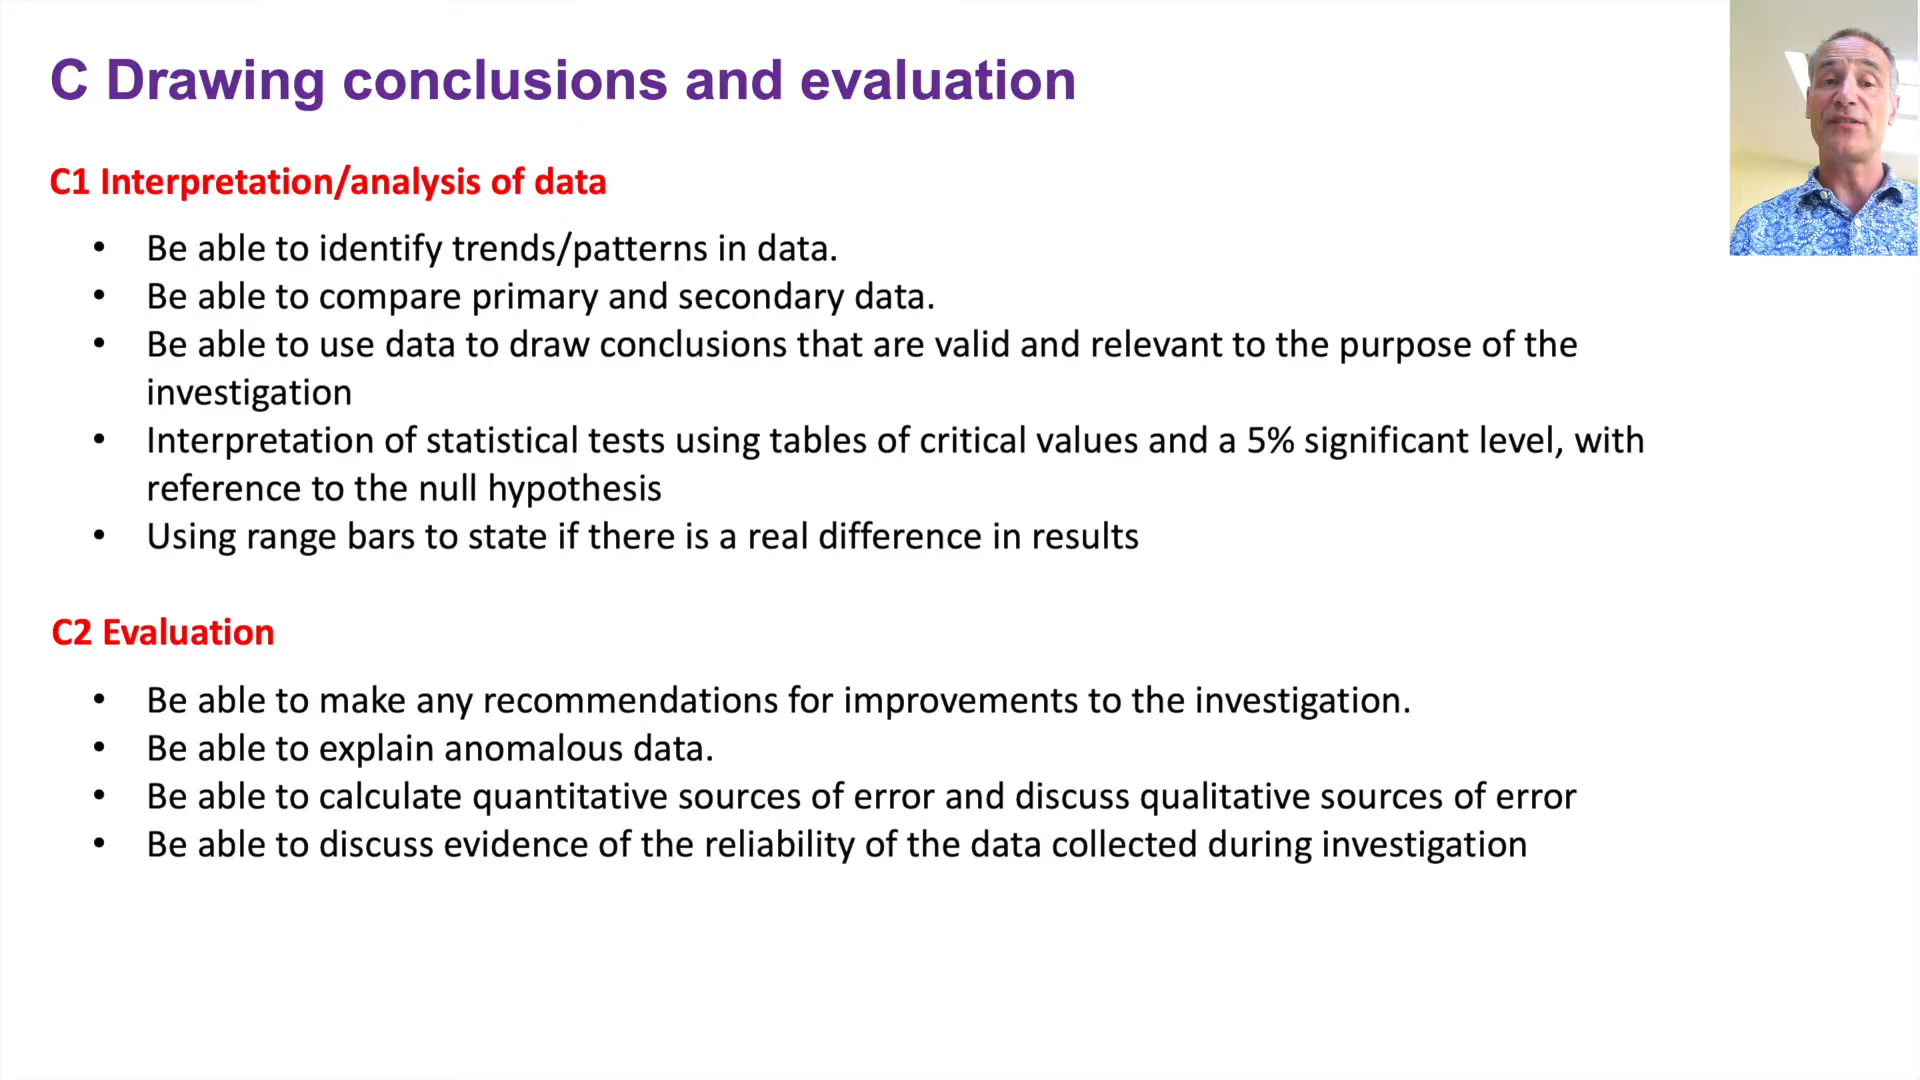 C Drawing conclusions and evaluation
C1 Interpretation/analysis of data
• Be able to identify trends/patterns in data.
• Be able to compare primary and secondary data.
• Be able to use data to draw conclusions that are valid and relevant to the purpose of the
investigation
• Interpretation of statistical tests using tables of critical values and a 5% significant level, with
reference to the null hypothesis
• Using range bars to state if there is a real difference in results
C2 Evaluation
• Be able to make any recommendations for improvements to the investigation.
• Be able to explain anomalous data.
• Be able to calculate quantitative sources of error and discuss qualitative sources of error
• Be able to discuss evidence of the reliability of the data collected during investigation